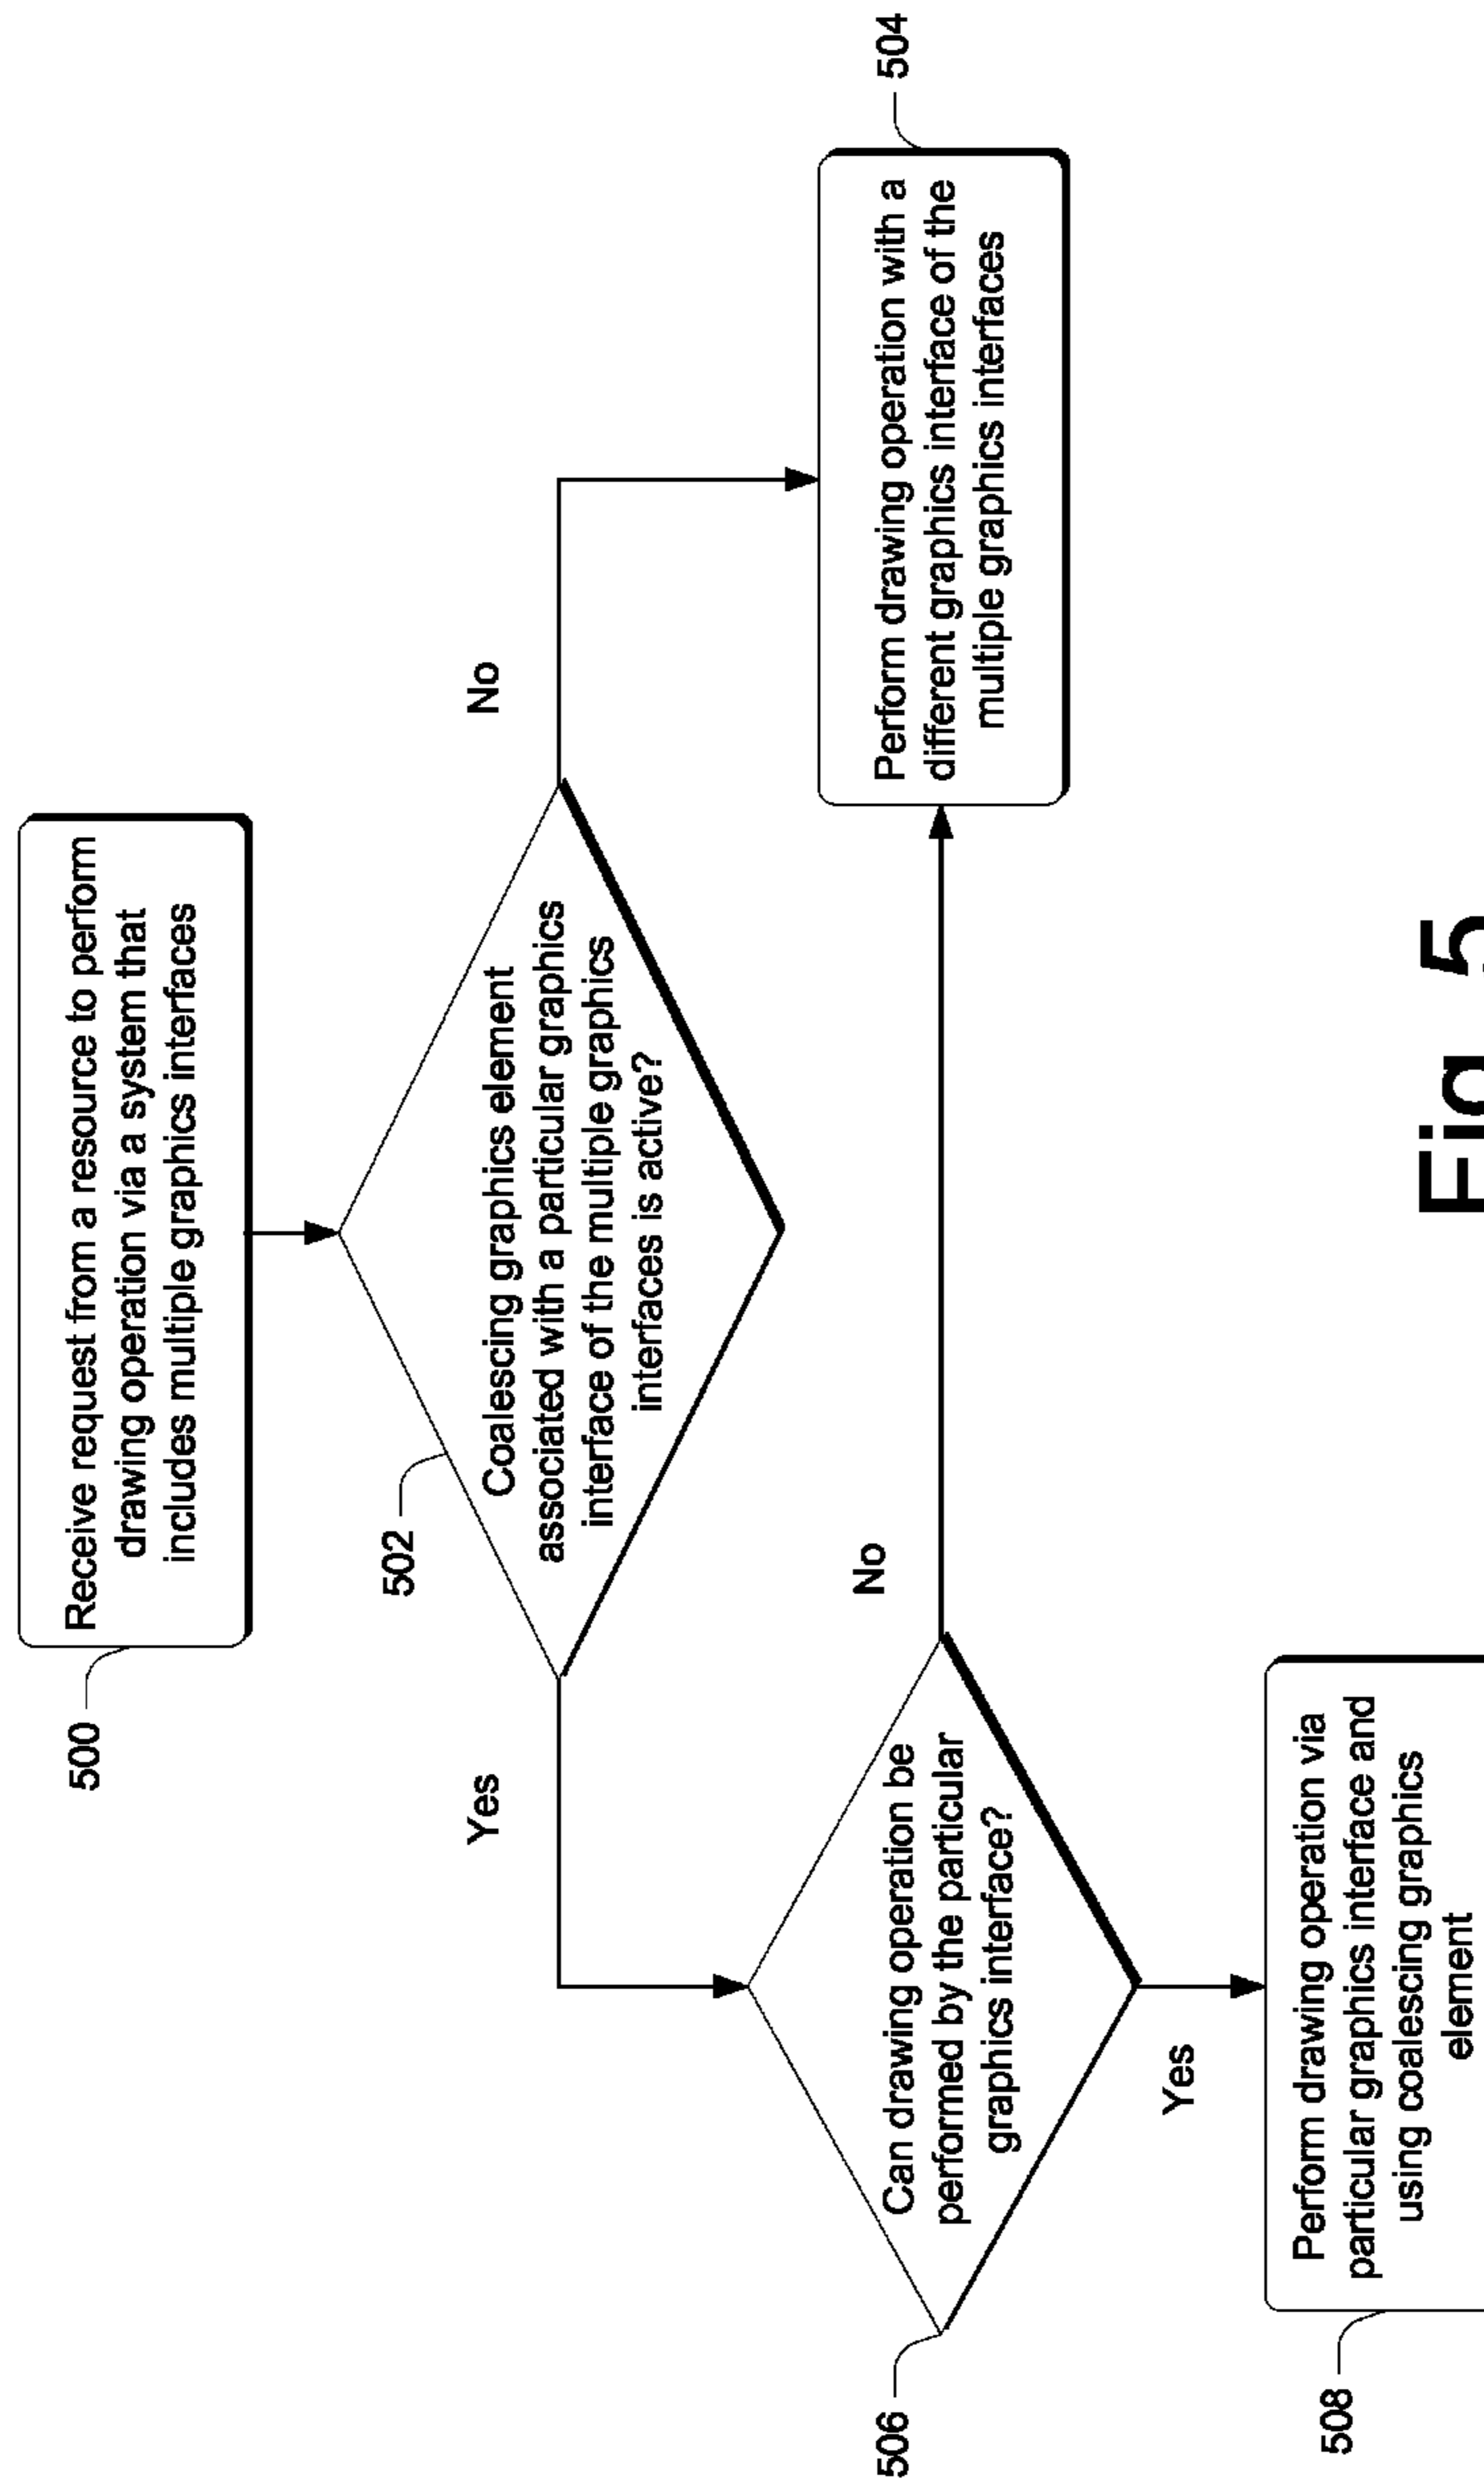 500
Receive request from a resource to perform
drawing operation via a system that
includes multiple graphics interfaces
502
Coalescing graphics element
associated with a particular graphics
interface of the multiple graphics
interfaces is active?
Yes
No
506
Can drawing operation be
performed by the particular
graphics interface?
No
504
Perform drawing operation with a
different graphics interface of the
multiple graphics interfaces
Yes
508
Perform drawing operation via
particular graphics interface and
using coalescing graphics
element
Fig. 5